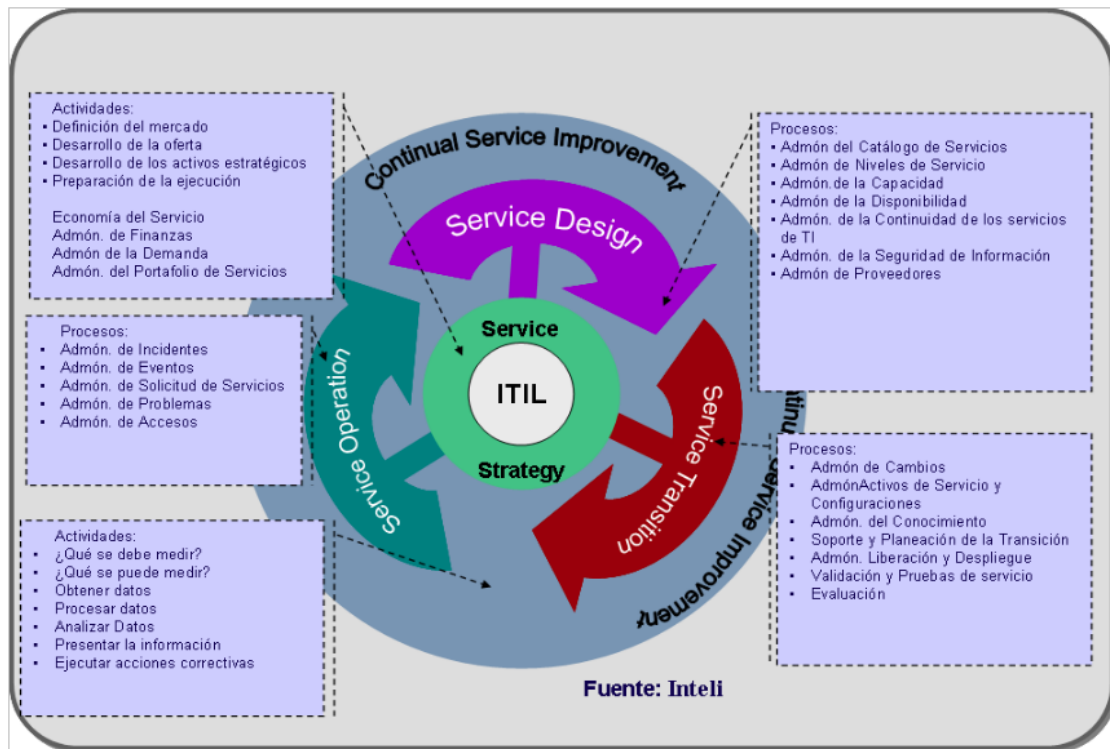 Actividades:
▪ Definición del mercado
▪ Desarrollo de la oferta
▪ Desarrollo de los activos estratégicos
▪ Preparación de la ejecución
Economía del Servicio
Admón. de Finanzas
Admón de la Demanda
Admón. del Portafolio de Servicios
Procesos:
▪ Admón. de Incidentes
▪ Admón. de Eventos
▪ Admón. de Solicitud de Servicios
▪ Admón. de Problemas
▪ Admón. de Accesos
Actividades:
▪ ¿Qué se debe medir?
▪ ¿Qué se puede medir?
▪ Obtener datos
▪ Procesar datos
▪ Analizar Datos
▪ Presentar la información
▪ Ejecutar acciones correctivas
Continual Service Improvement
Service Design
Service
ITIL
Strategy
Service Operation
Service Transition
Service Improvement
Procesos:
▪ Admón del Catálogo de Servicios
▪ Admón de Niveles de Servicio
▪ Admón. de la Capacidad
▪ Admón de la Disponibilidad
▪ Admón. de la Continuidad de los servicios
de TI
▪ Admón. de la Seguridad de Información
▪ Admón de Proveedores
Procesos:
▪ Admón de Cambios
▪ AdmónActivos de Servicio y
Configuraciones
▪ Admón. del Conocimiento
▪ Soporte y Planeación de la Transición
▪ Admón. Liberación y Despliegue
▪ Validación y Pruebas de servicio
▪ Evaluación
Fuente: Inteli